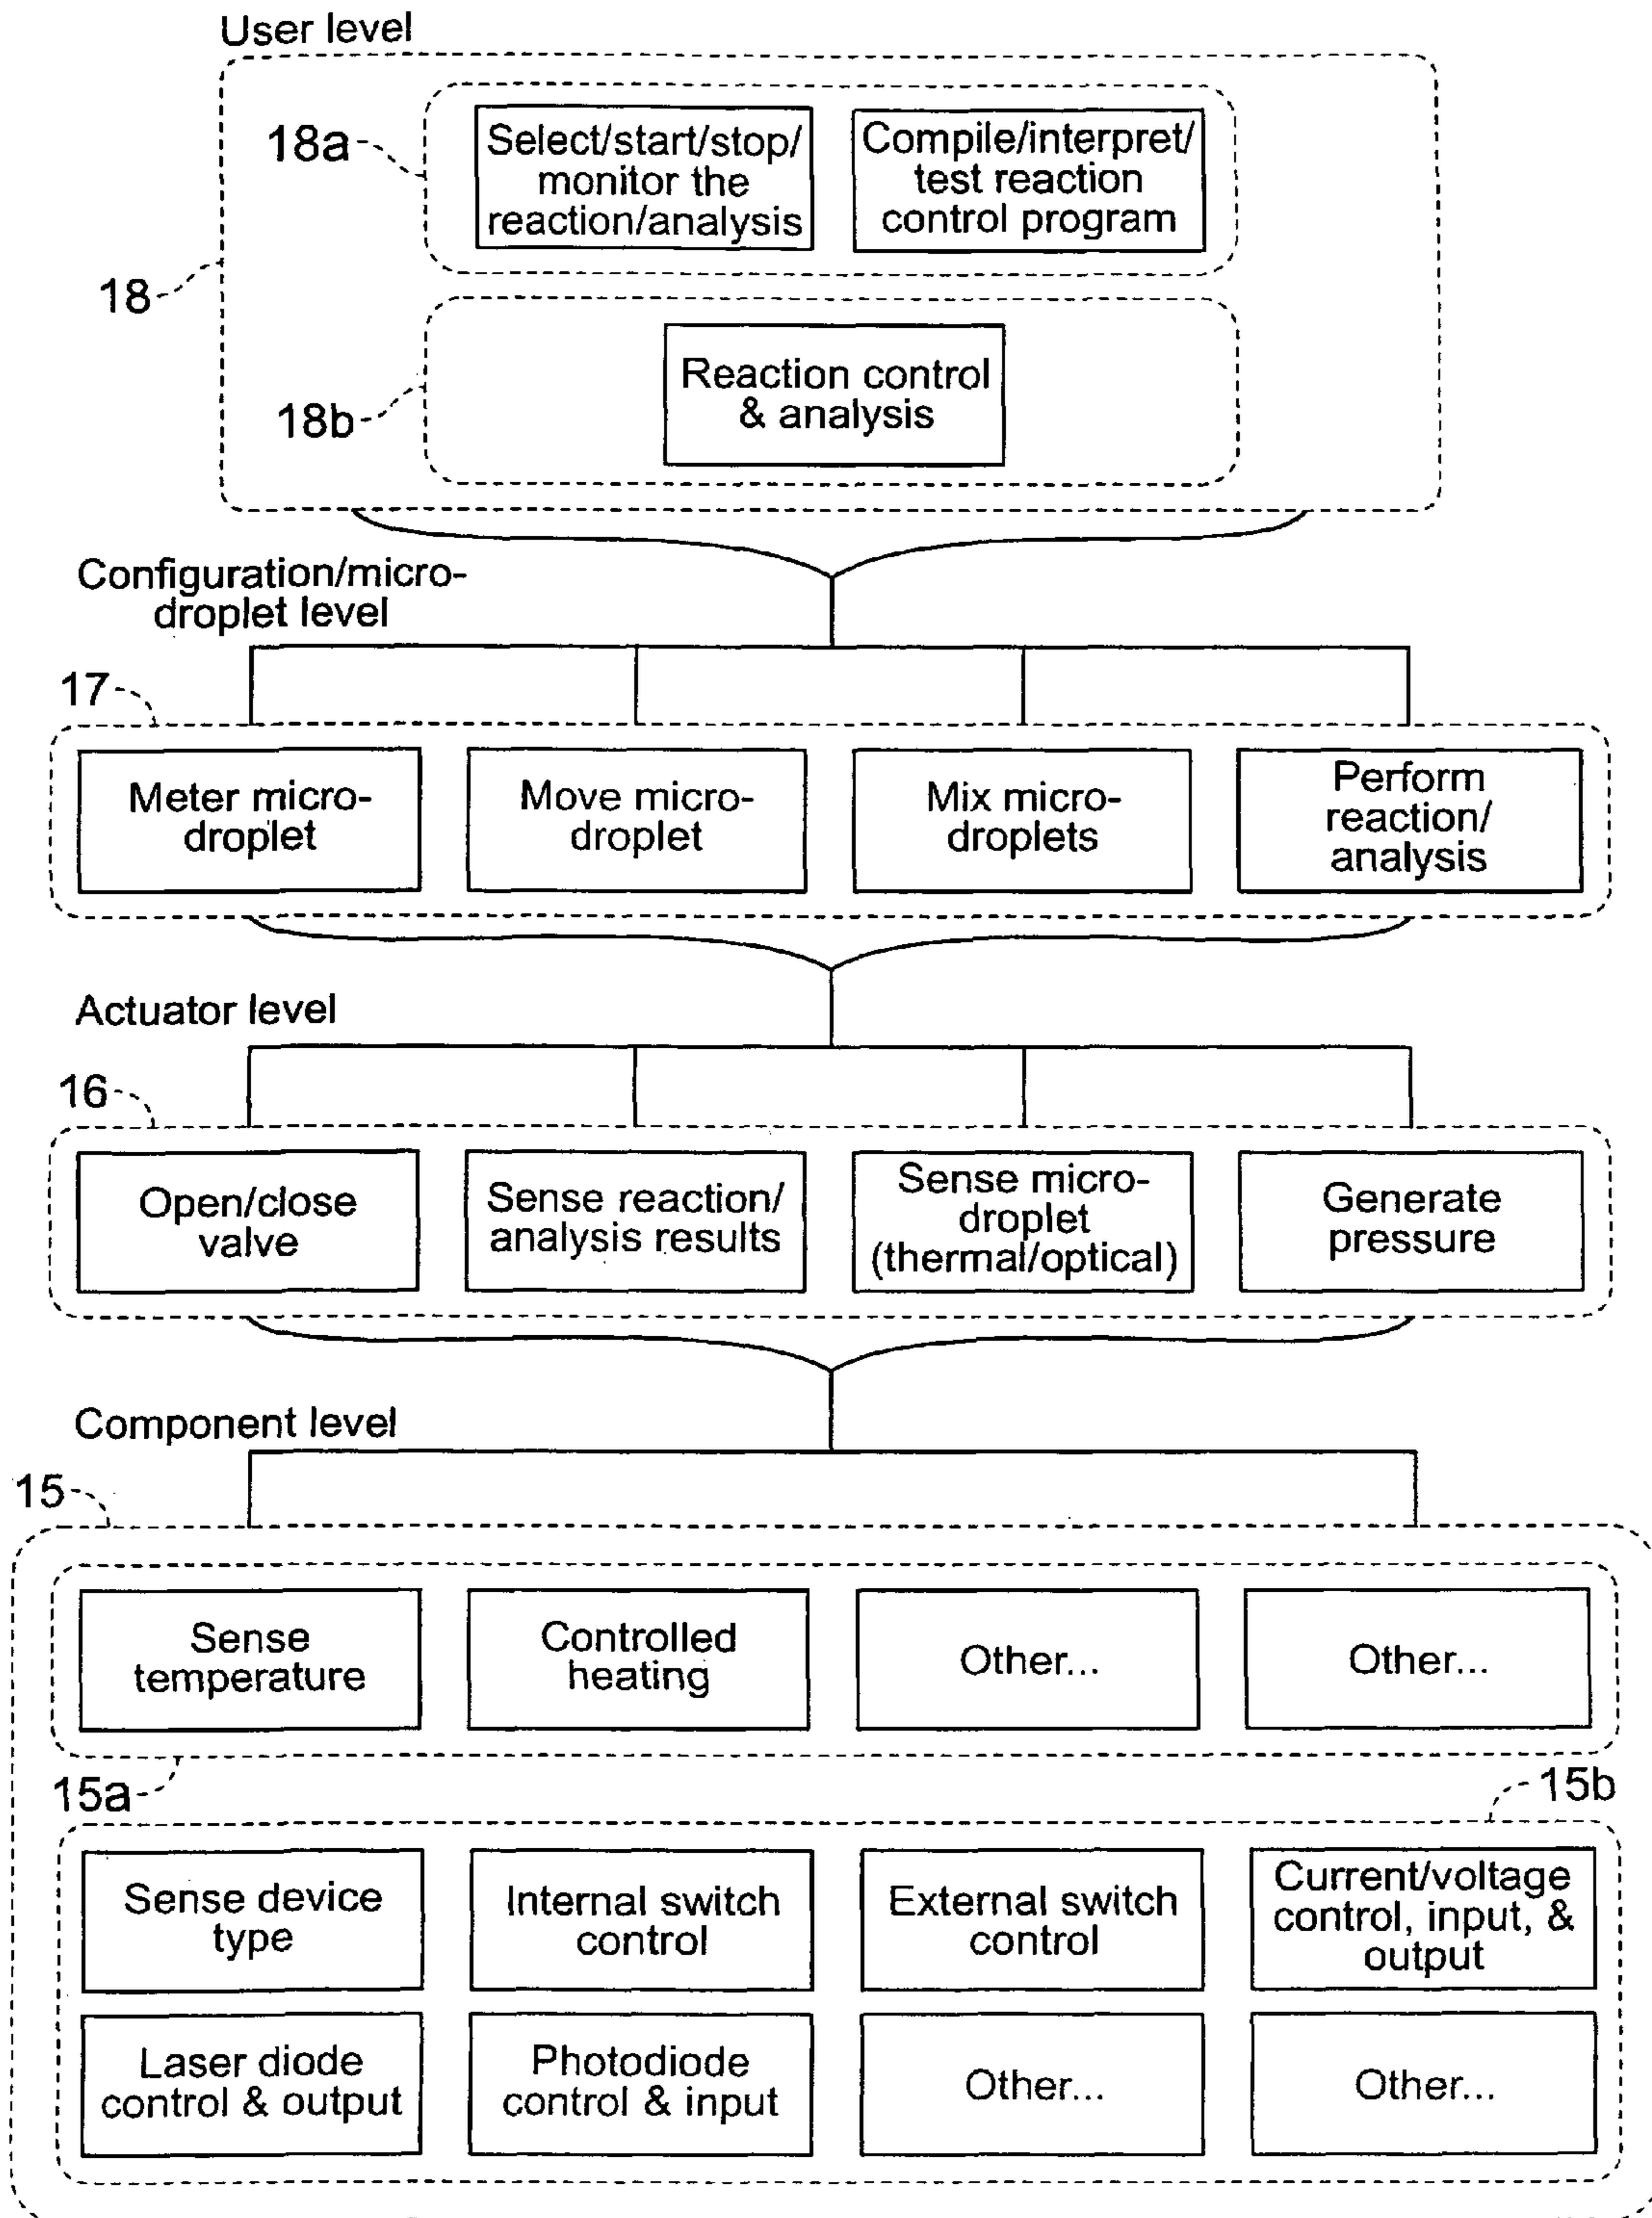 User level
18a
Select/start/stop/
monitor the
reaction/analysis
Compile/interpret/
test reaction
control program
18
18b
Reaction control
& analysis
Configuration/micro-
droplet level
17
Meter micro-
droplet
Move micro-
droplet
Mix micro-
droplets
Perform
reaction/
analysis
Actuator level
16
Open/close
valve
Sense reaction/
analysis results
Sense micro-
droplet
(thermal/optical)
Generate
pressure
Component level
15
Sense
temperature
Controlled
heating
Other...
Other...
15a
15b
Sense device
type
Internal switch
control
External switch
control
Current/voltage
control, input, &
output
Laser diode
control & output
Photodiode
control & input
Other...
Other...